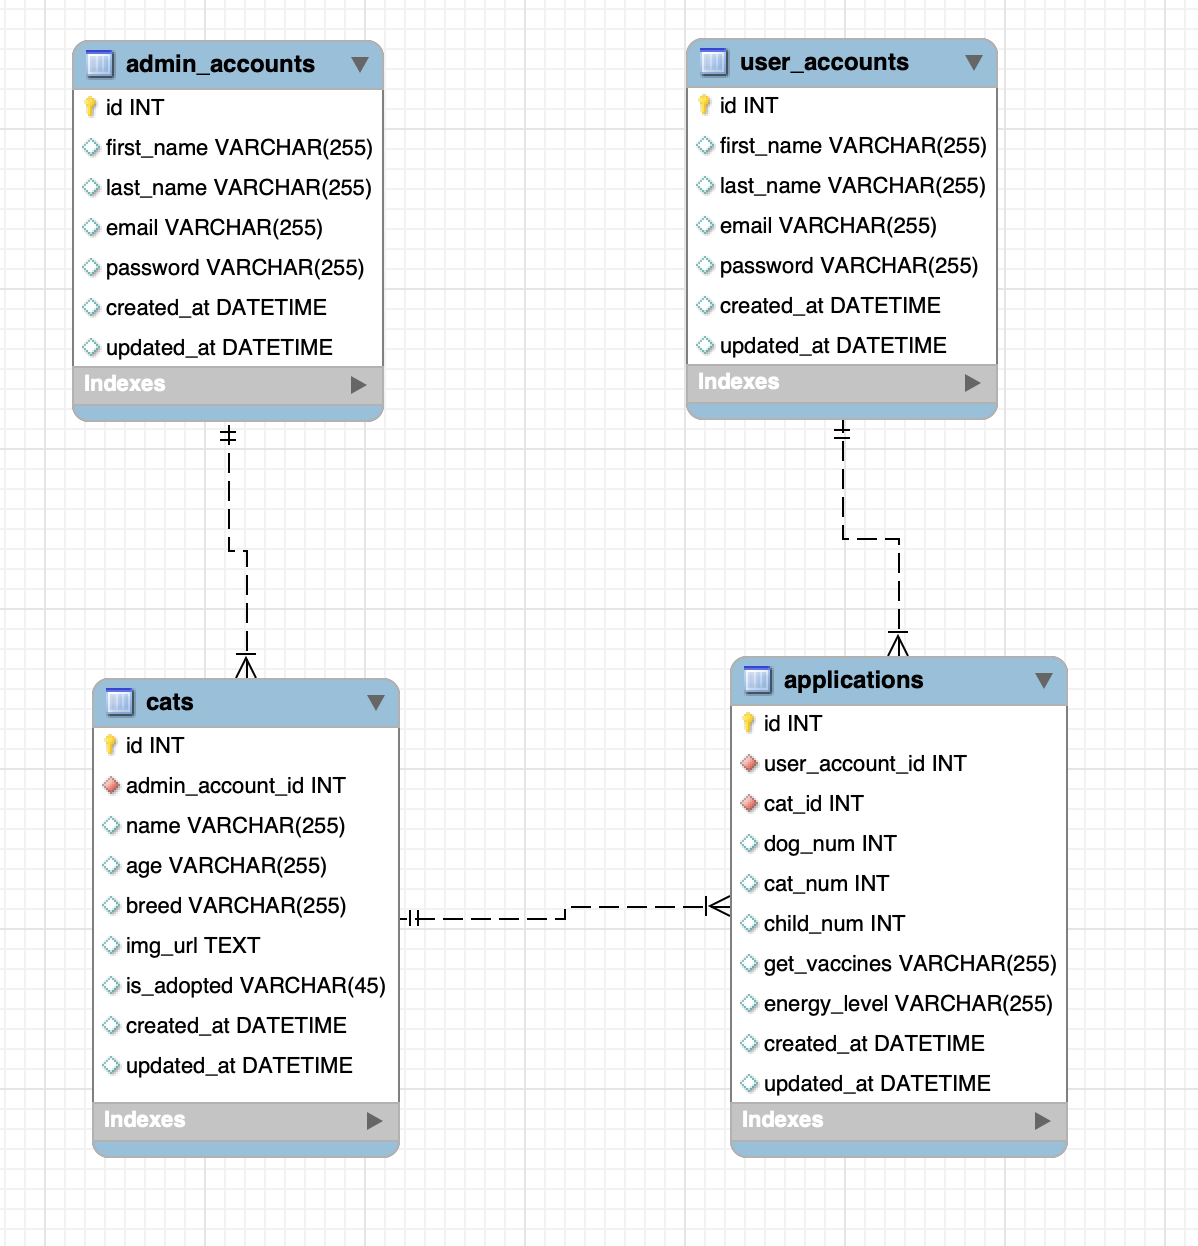 admin_accounts
id INT
first_name VARCHAR(255)
last_name VARCHAR(255)
email VARCHAR(255)
password VARCHAR(255)
created_at DATETIME
updated_at DATETIME
Indexes
user_accounts
id INT
first_name VARCHAR(255)
last_name VARCHAR(255)
email VARCHAR(255)
password VARCHAR(255)
created_at DATETIME
updated_at DATETIME
Indexes
cats
id INT
admin_account_id INT
name VARCHAR(255)
age VARCHAR(255)
breed VARCHAR(255)
img_url TEXT
is_adopted VARCHAR(45)
created_at DATETIME
updated_at DATETIME
Indexes
applications
id INT
user_account_id INT
cat_id INT
dog_num INT
cat_num INT
child_num INT
get_vaccines VARCHAR(255)
energy_level VARCHAR(255)
created_at DATETIME
updated_at DATETIME
Indexes